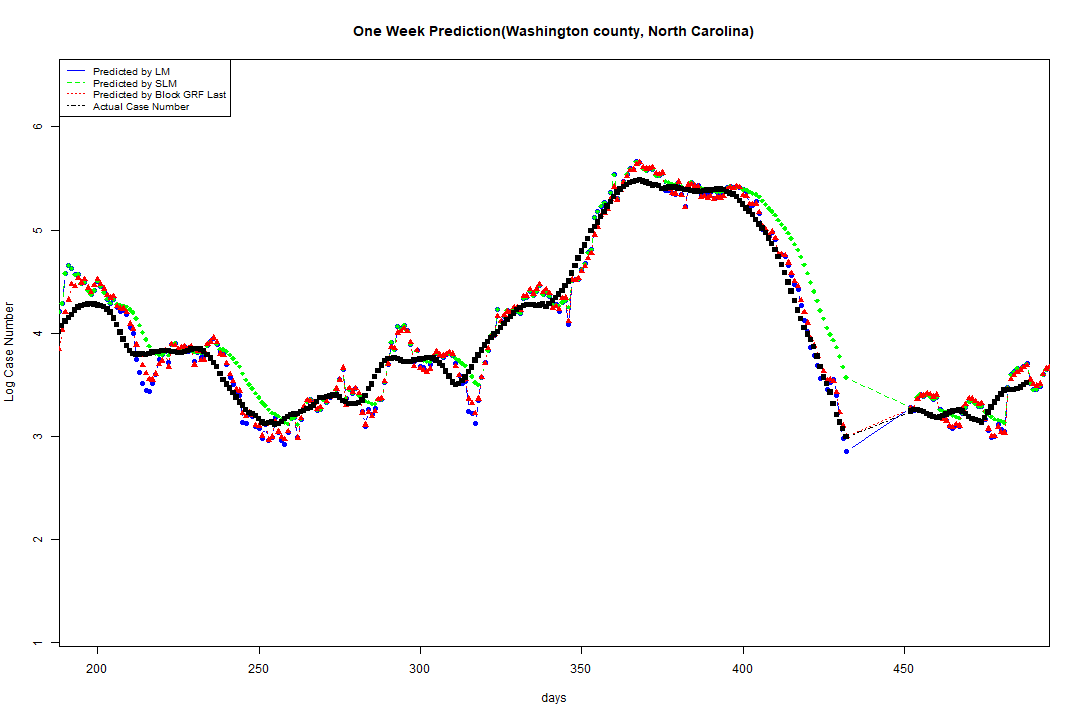 One Week Prediction(Washington county, North Carolina)
Predicted by LM
Predicted by SLM
Predicted by Block GRF Last
Actual Case Number
Log Case Number
6
5
4
3
2
1
200 250 300 350 400 450
days